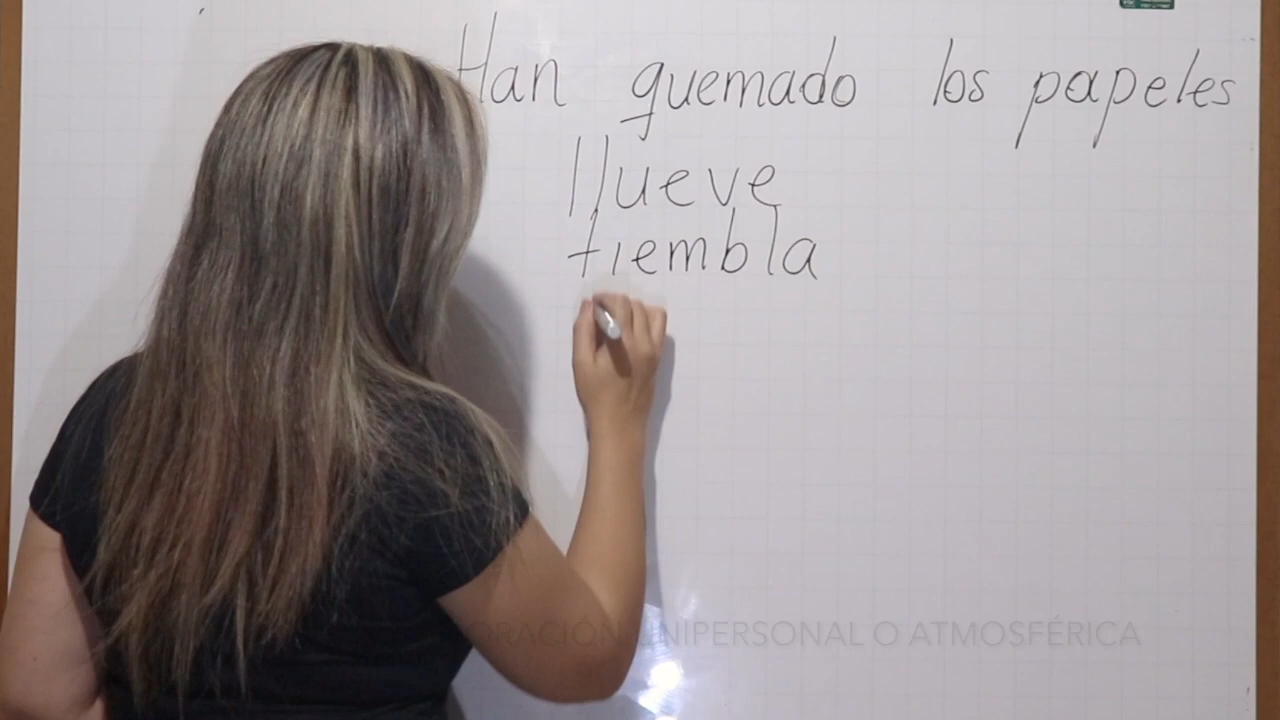 Han quemado los papeles
llueve
tiembla
ORACIÓN UNIPERSONAL O ATMOSFÉRICA